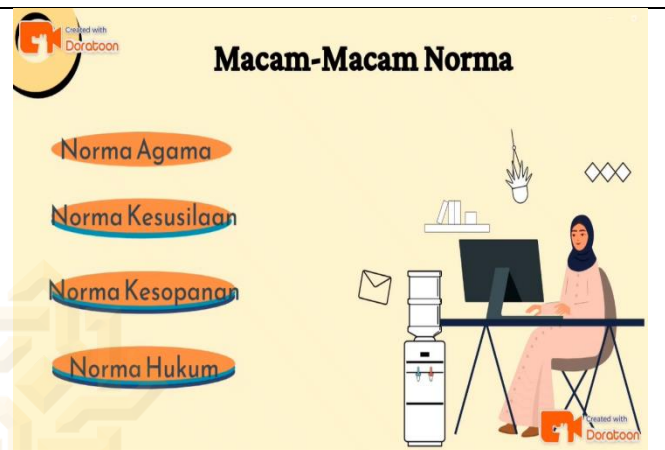 Created with
Doratoon
Macam-Macam Norma
Norma Agama
Norma Kesusilaan
Norma Kesopanan
Norma Hukum
Created with
Doratoon